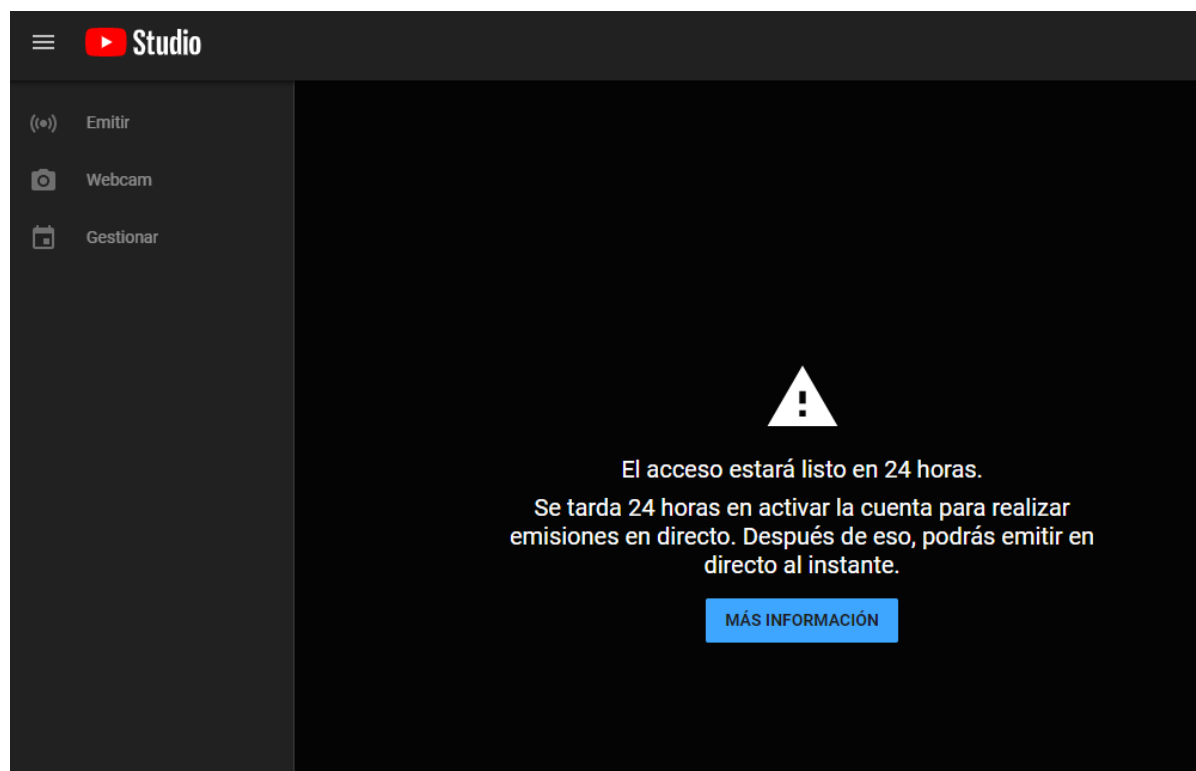 Studio
Emitir
Webcam
Gestionar
El acceso estará listo en 24 horas.
Se tarda 24 horas en activar la cuenta para realizar
emisiones en directo. Después de eso, podrás emitir en
directo al instante.
MÁS INFORMACIÓN